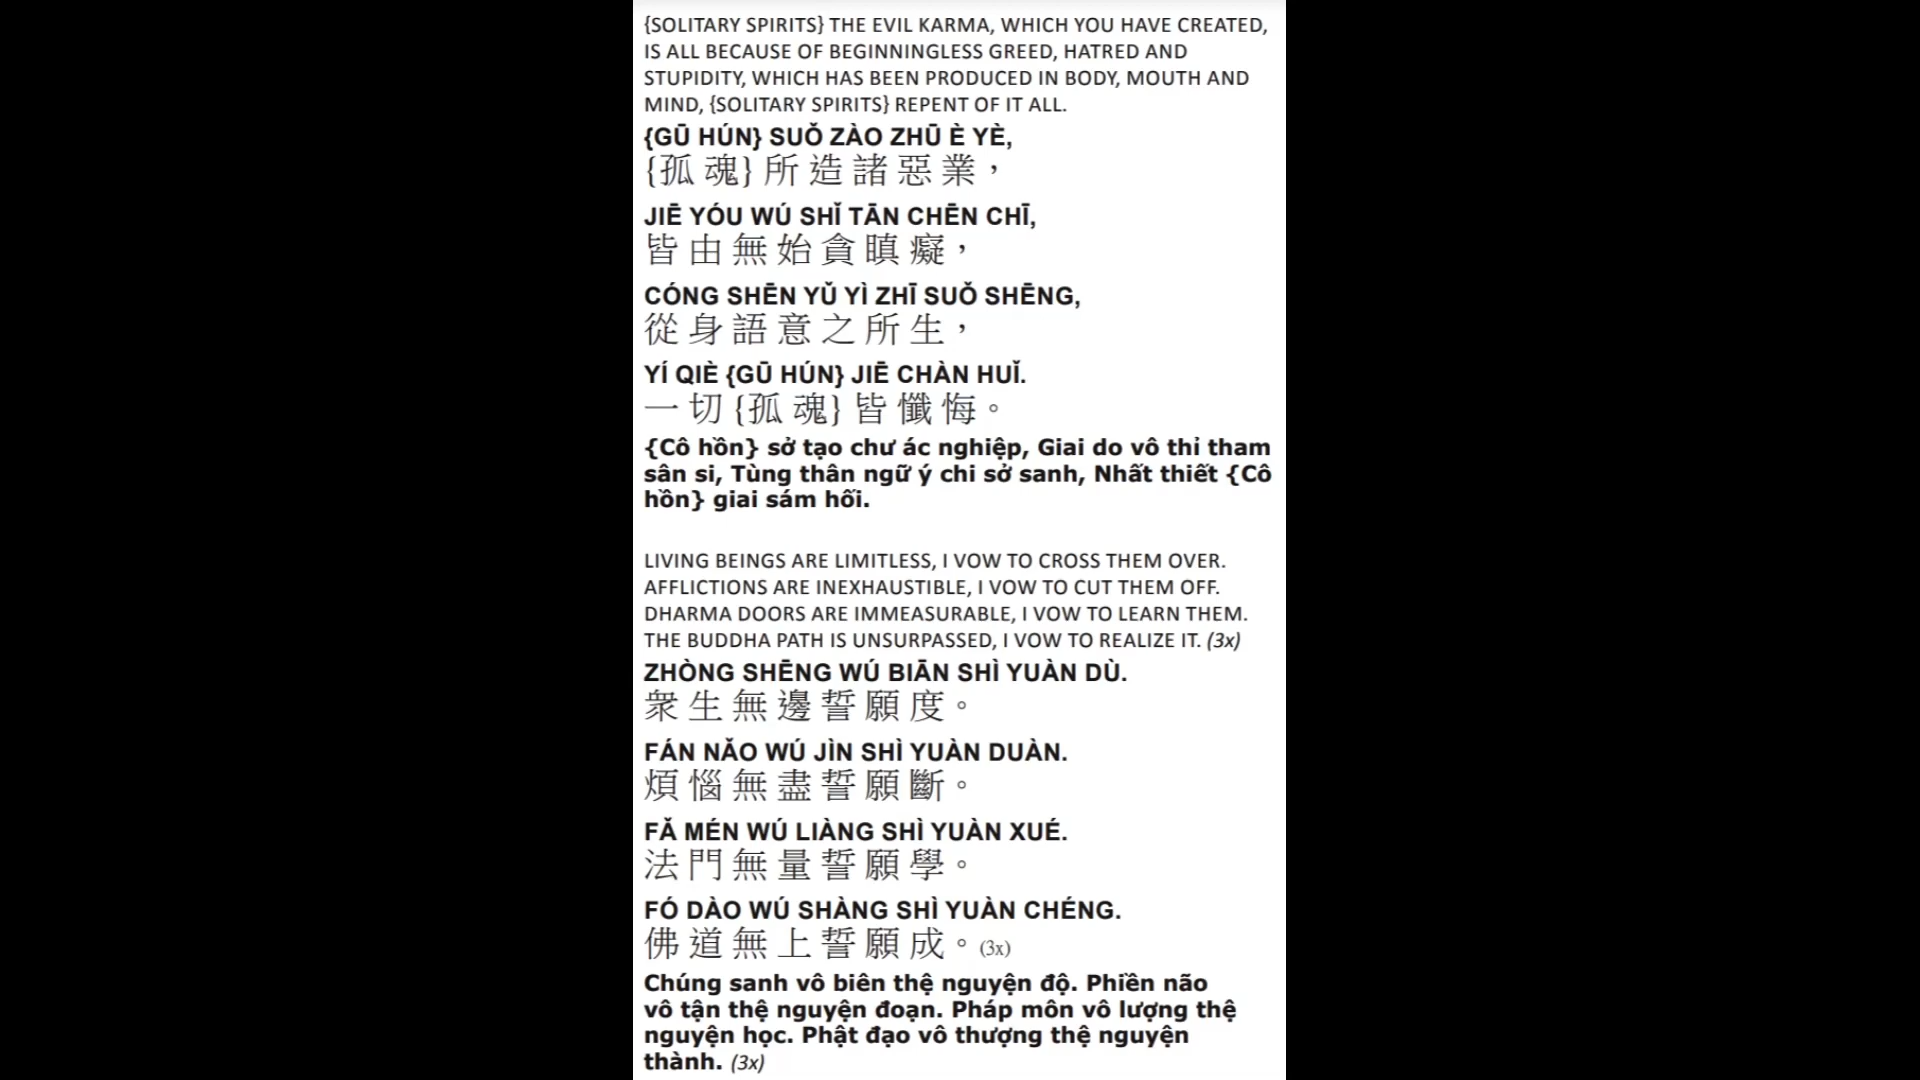 {SOLITARY SPIRITS} THE EVIL KARMA, WHICH YOU HAVE CREATED,
IS ALL BECAUSE OF BEGINNINGLESS GREED, HATRED AND
STUPIDITY, WHICH HAS BEEN PRODUCED IN BODY, MOUTH AND
MIND, {SOLITARY SPIRITS} REPENT OF IT ALL.
{GŪ HÚN} SUǑ ZÀO ZHŪ È YÈ,
{孤 魂} 所 造 諸 惡 業，
JIĒ YÓU WÚ SHǏ TĀN CHĒN CHĪ,
皆 由 無 始 貪 瞋 癡，
CÓNG SHĒN YǓ YÌ ZHĪ SUǑ SHĒNG,
從 身 語 意 之 所 生，
YÍ QIÈ {GŪ HÚN} JIĒ CHÀN HUǏ.
一 切 {孤 魂} 皆 懺 悔。
{Cô hồn} sở tạo chư ác nghiệp, Giai do vô thỉ tham
sân si, Tùng thân ngữ ý chi sở sanh, Nhất thiết {Cô
hồn} giai sám hối.
LIVING BEINGS ARE LIMITLESS, I VOW TO CROSS THEM OVER.
AFFLICTIONS ARE INEXHAUSTIBLE, I VOW TO CUT THEM OFF.
DHARMA DOORS ARE IMMEASURABLE, I VOW TO LEARN THEM.
THE BUDDHA PATH IS UNSURPASSED, I VOW TO REALIZE IT. (3x)
ZHÒNG SHĒNG WÚ BIĀN SHÌ YUÀN DÙ.
眾 生 無 邊 誓 願 度。
FÁN NǍO WÚ JÌN SHÌ YUÀN DUÀN.
煩 惱 無 盡 誓 願 斷。
FǍ MÉN WÚ LIÀNG SHÌ YUÀN XUÉ.
法 門 無 量 誓 願 學。
FÓ DÀO WÚ SHÀNG SHÌ YUÀN CHÉNG.
佛 道 無 上 誓 願 成。(3x)
Chúng sanh vô biên thệ nguyện độ. Phiền não
vô tận thệ nguyện đoạn. Pháp môn vô lượng thệ
nguyện học. Phật đạo vô thượng thệ nguyện
thành. (3x)